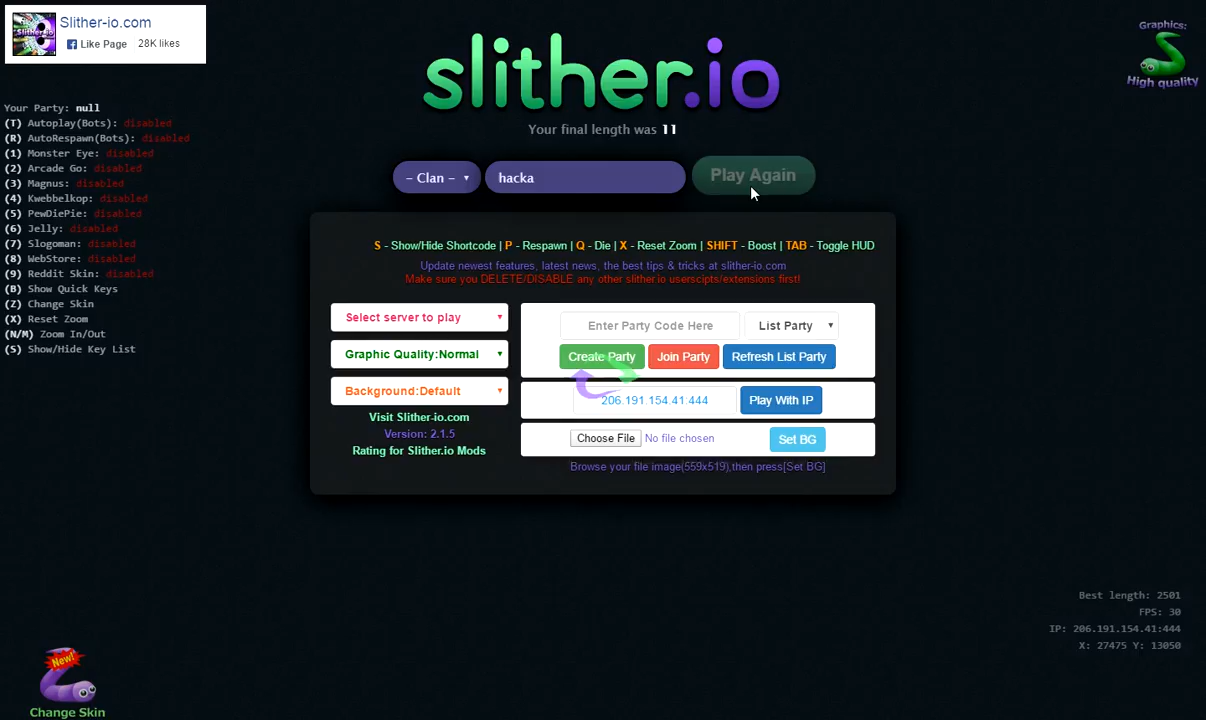 Slither-io.com
Like Page 28K likes
Graphics:
High quality
slither.io
Your final length was 11
– Clan – hacka Play Again
Your Party: null
(T) Autoplay(Bots): disabled
(R) AutoRespawn(Bots): disabled
(1) Monster Eye: disabled
(2) Arcade Go: disabled
(3) Magnus: disabled
(4) Kwebbelkop: disabled
(5) PewDiePie: disabled
(6) Jelly: disabled
(7) Slogoman: disabled
(8) WebStore: disabled
(9) Reddit Skin: disabled
(B) Show Quick Keys
(Z) Change Skin
(X) Reset Zoom
(N/M) Zoom In/Out
(S) Show/Hide Key List
S - Show/Hide Shortcode | P - Respawn | Q - Die | X - Reset Zoom | SHIFT - Boost | TAB - Toggle HUD
Update newest features, latest news, the best tips & tricks at slither-io.com
Make sure you DELETE/DISABLE any other slither.io userscipts/extensions first!
Select server to play
Graphic Quality:Normal
Background:Default
Visit Slither-io.com
Version: 2.1.5
Rating for Slither.io Mods
Enter Party Code Here List Party
Create Party Join Party Refresh List Party
206.191.154.41:444 Play With IP
Choose File No file chosen Set BG
Browse your file image(559x519),then press[Set BG]
Best length: 2501
FPS: 30
IP: 206.191.154.41:444
X: 27475 Y: 13050
New!
Change Skin